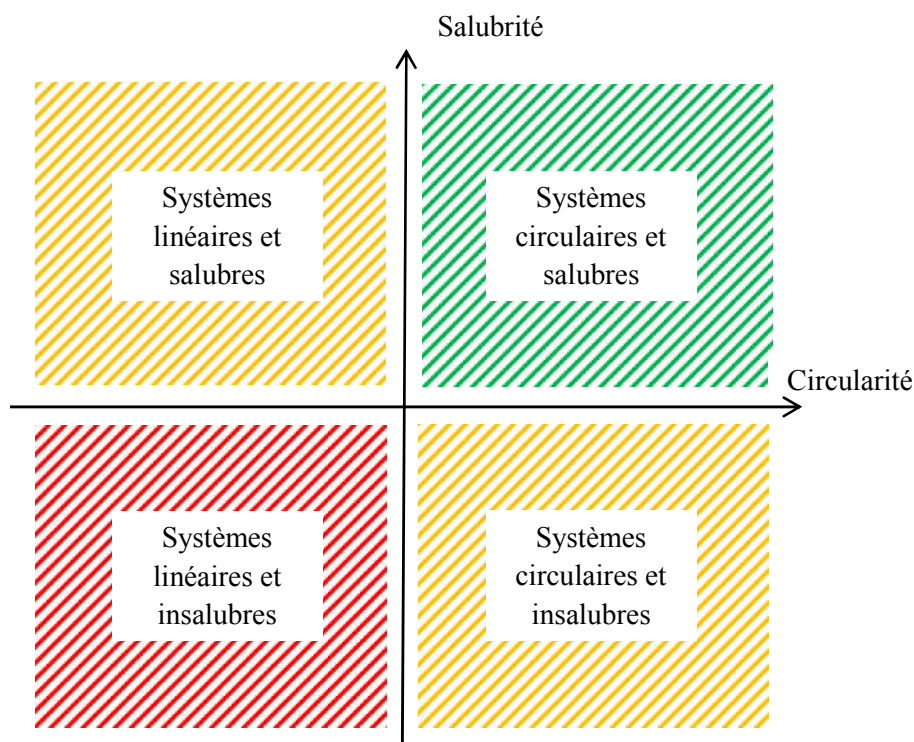 Salubrité
Systèmes
linéaires et
salubres
Systèmes
circulaires et
salubres
Circularité
Systèmes
linéaires et
insalubres
Systèmes
circulaires et
insalubres